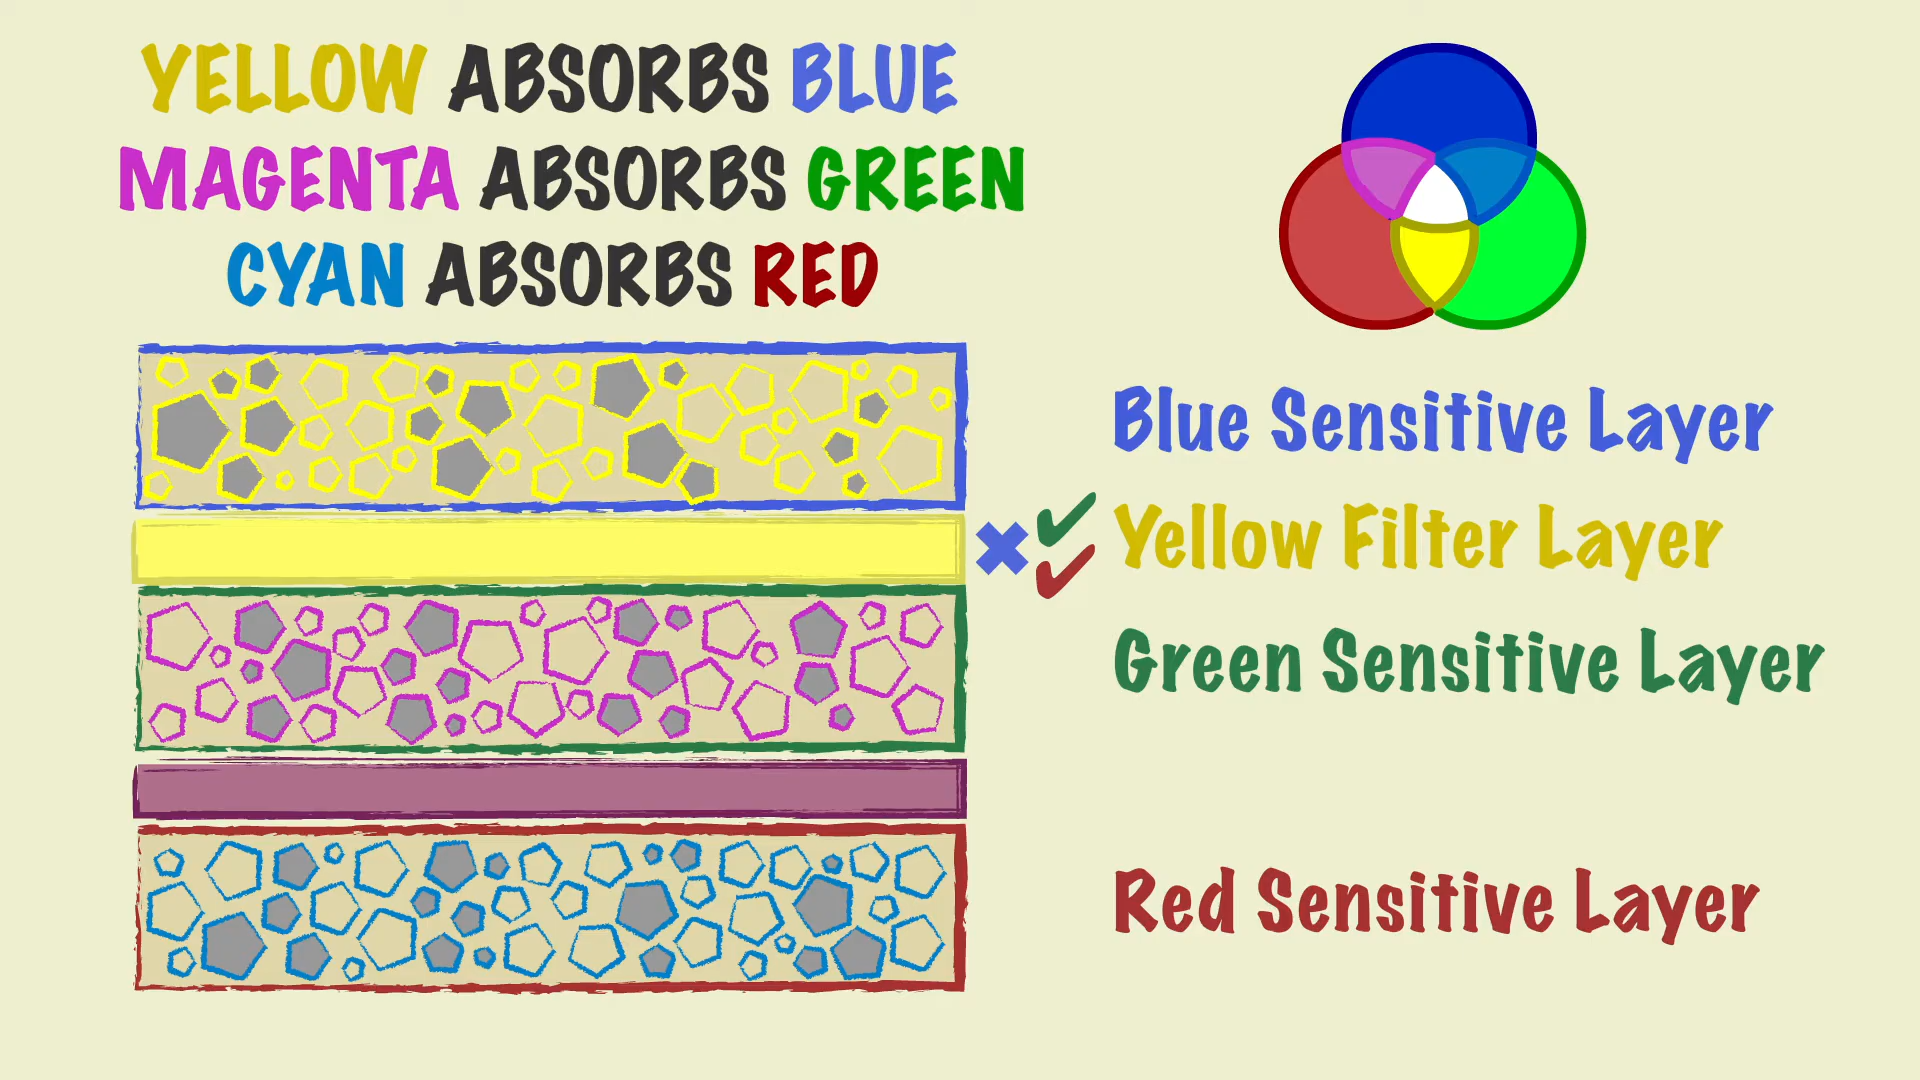 YELLOW ABSORBS BLUE
MAGENTA ABSORBS GREEN
CYAN ABSORBS RED
Blue Sensitive Layer
Yellow Filter Layer
Green Sensitive Layer
Red Sensitive Layer